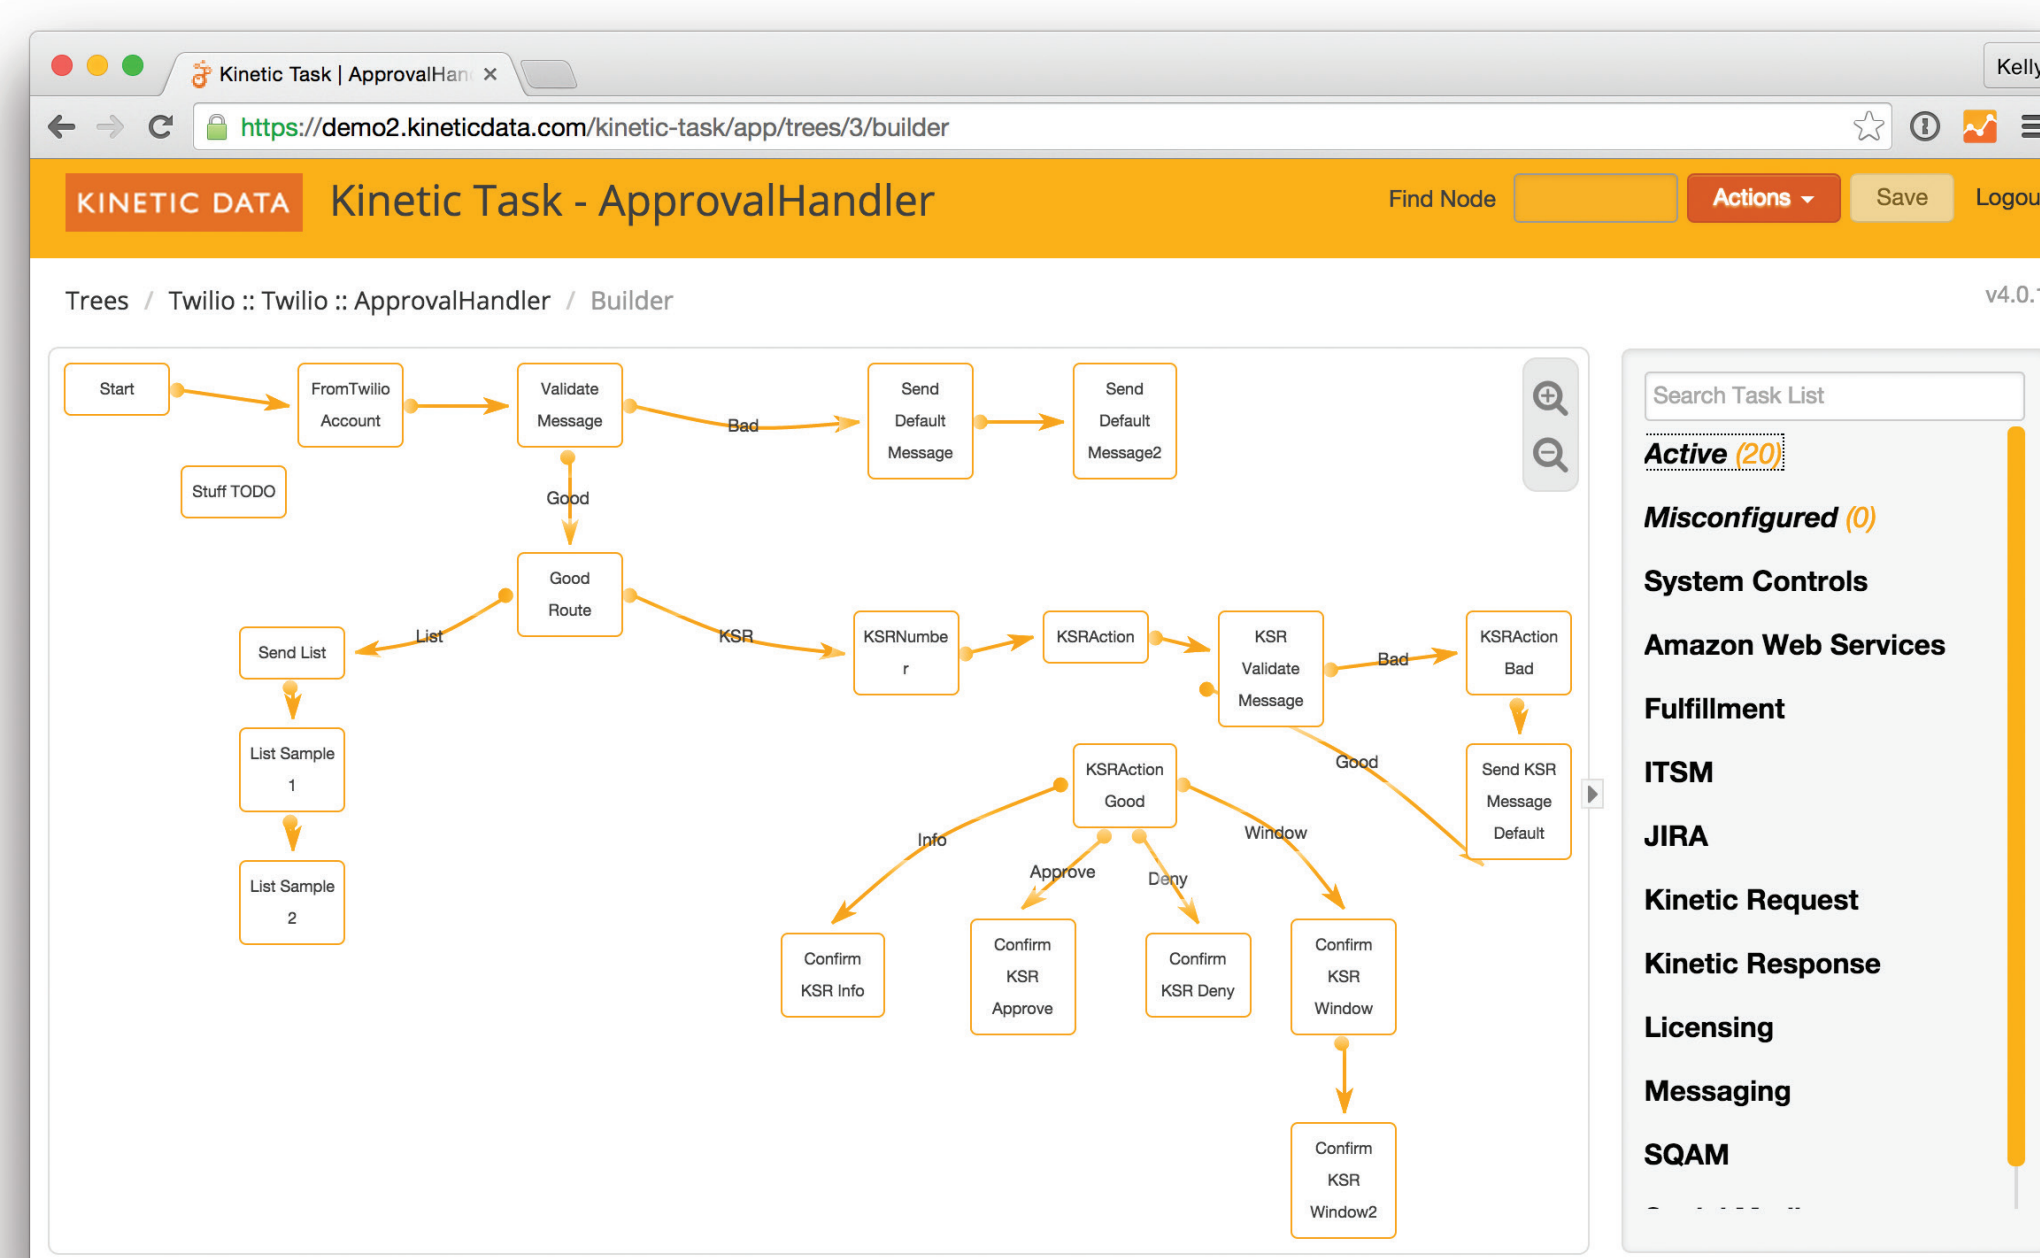 Kinetic Task | ApprovalHan
Kelly
https://demo2.kineticdata.com/kinetic-task/app/trees/3/builder
KINETIC DATA
Kinetic Task - ApprovalHandler
Find Node
Actions
Save
Logou
Trees / Twilio :: Twilio :: ApprovalHandler / Builder
v4.0.1
Start
FromTwilio
Account
Validate
Message
Bad
Send
Default
Message
Send
Default
Message2
Stuff TODO
Good
Good
Route
List
KSR
Send List
KSRNumbe
r
KSRAction
KSR
Validate
Message
Bad
KSRAction
Bad
List Sample
1
KSRAction
Good
Good
Send KSR
Message
Default
Info
Approve
Deny
Window
List Sample
2
Confirm
KSR Info
Confirm
KSR
Approve
Confirm
KSR Deny
Confirm
KSR
Window
Confirm
KSR
Window2
Search Task List
Active (20)
Misconfigured (0)
System Controls
Amazon Web Services
Fulfillment
ITSM
JIRA
Kinetic Request
Kinetic Response
Licensing
Messaging
SQAM